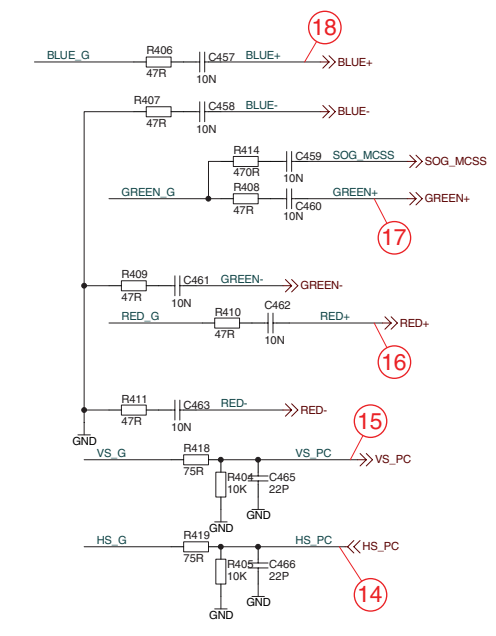 18
BLUE_G R406 C457 BLUE+ BLUE+
47R 10N
R407 C458 BLUE- BLUE-
47R 10N
R414 C459 SOG_MCSS SOG_MCSS
470R 10N
GREEN_G R408 C460 GREEN+ GREEN+
47R 10N
17
R409 C461 GREEN- GREEN-
47R 10N
RED_G R410 C462 RED+ RED+
47R 10N
16
R411 C463 RED- RED-
47R 10N
GND
15
VS_G R418 VS_PC VS_PC
75R
R404 C465
10K 22P
GND GND
HS_G R419 HS_PC HS_PC
75R
R405 C466
10K 22P
14
GND GND